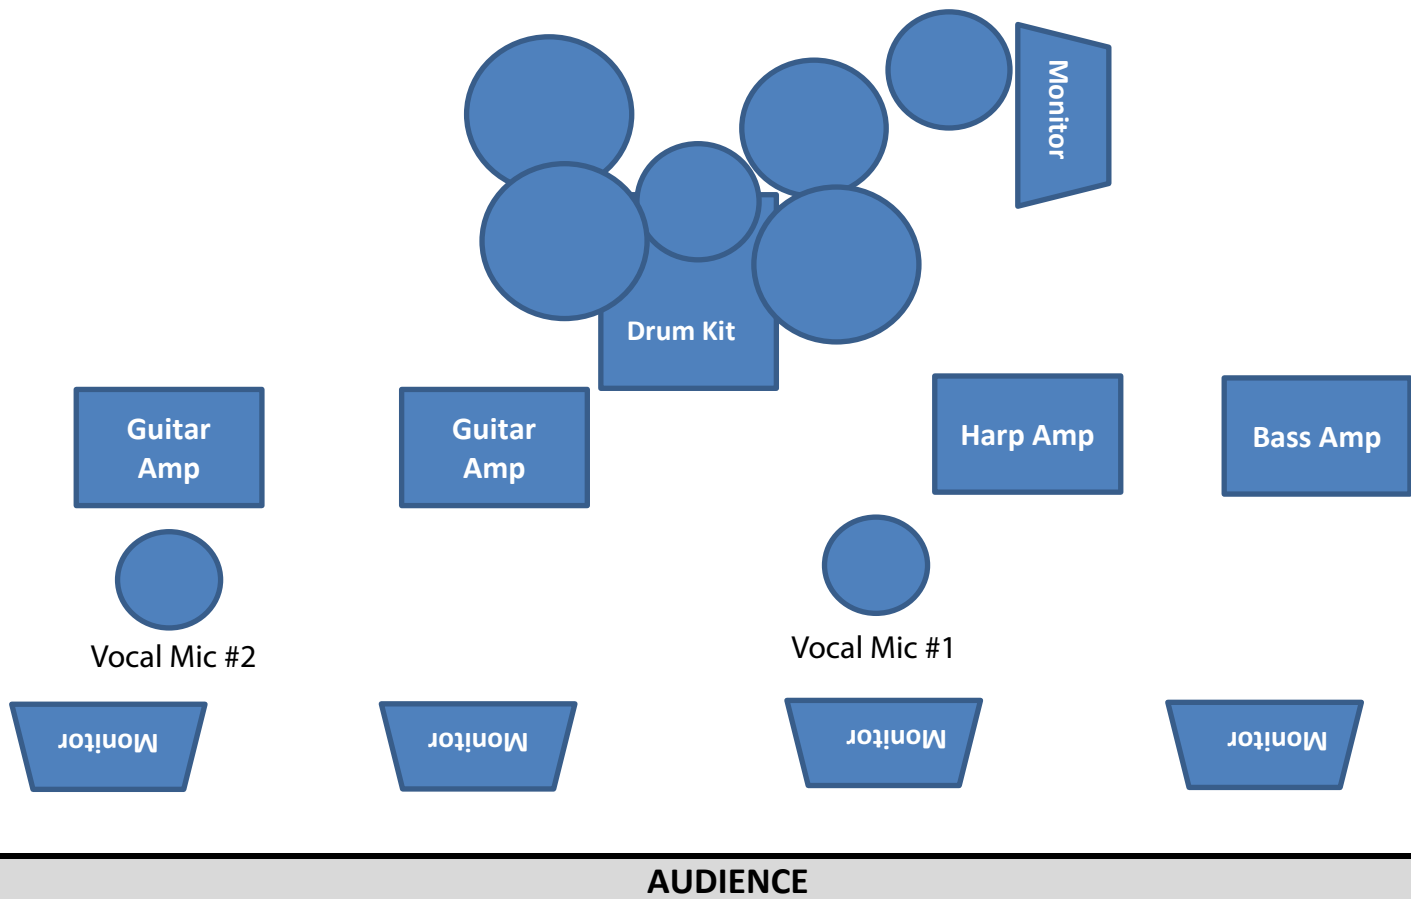 Monitor
Drum Kit
Guitar
Amp
Guitar
Amp
Harp Amp
Bass Amp
Vocal Mic #2
Vocal Mic #1
Monitor
Monitor
Monitor
Monitor
AUDIENCE